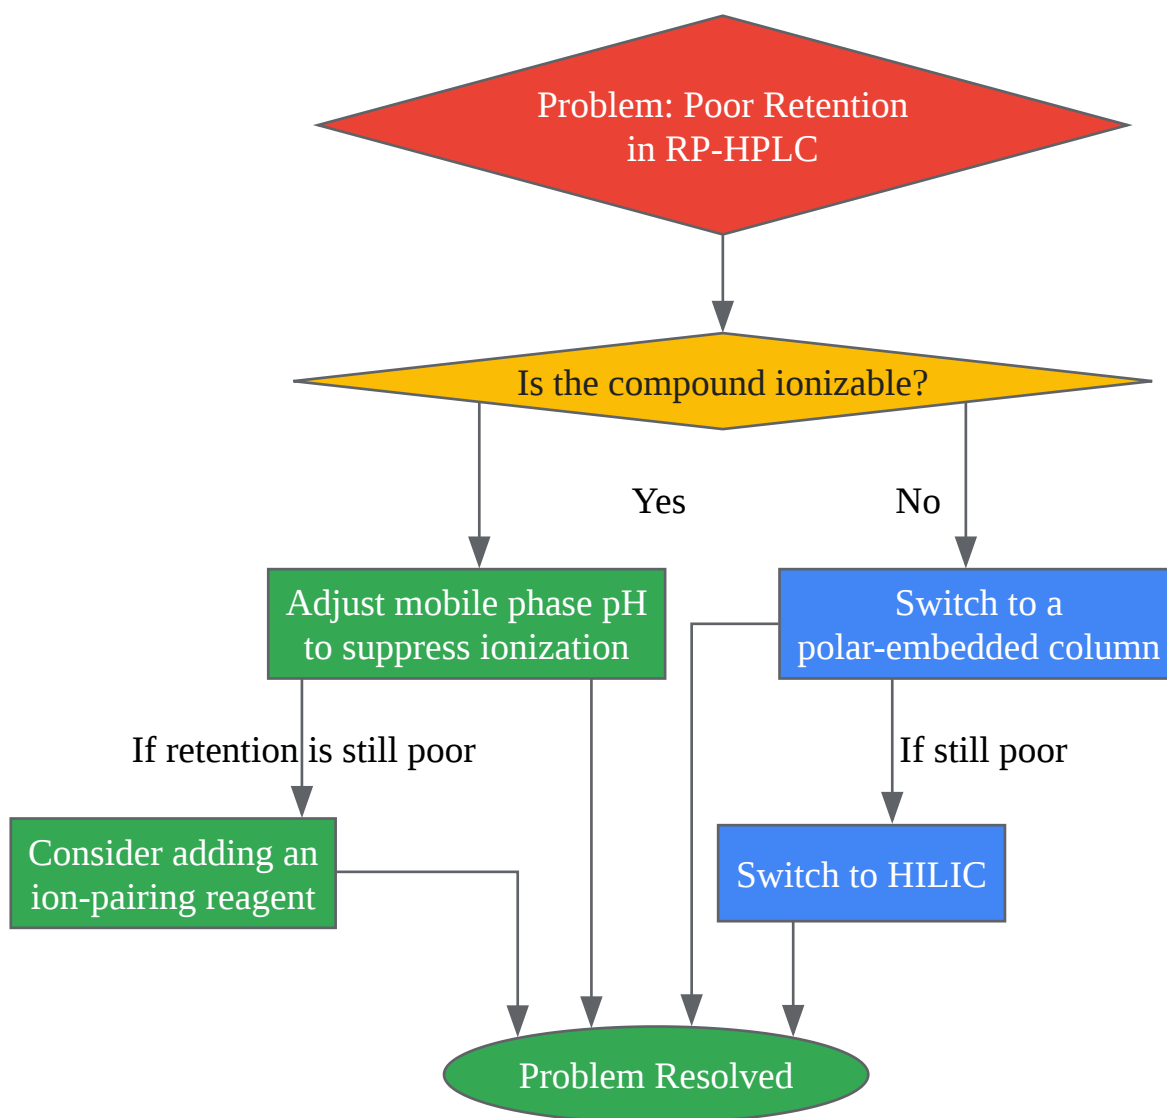 Problem: Poor Retention
in RP-HPLC
Is the compound ionizable?
Yes
No
Adjust mobile phase pH
to suppress ionization
Switch to a
polar-embedded column
If retention is still poor
If still poor
Consider adding an
ion-pairing reagent
Switch to HILIC
Problem Resolved